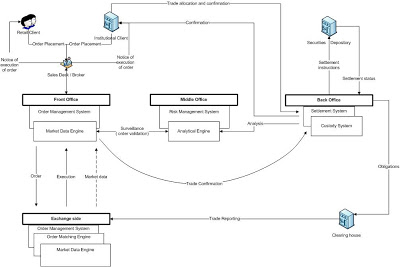 Trade allocation and confirmation
Confirmation
Retail Client
Institutional Client
Order Placement
Order Placement
Securities Depository
Notice of
execution
of order
Notice of
execution
of order
Sales Desk / Broker
Settlement
instructions
Settlement status
Front Office
Order Management System
Market Data Engine
Middle Office
Risk Management System
Analytical Engine
Back Office
Settlement System
Custody System
Surveillance
(order validation)
Analysis
Obligations
Order
Execution
Market data
Trade Confirmation
Exchange side
Order Management System
Order Matching Engine
Market Data Engine
Trade Reporting
Clearing house